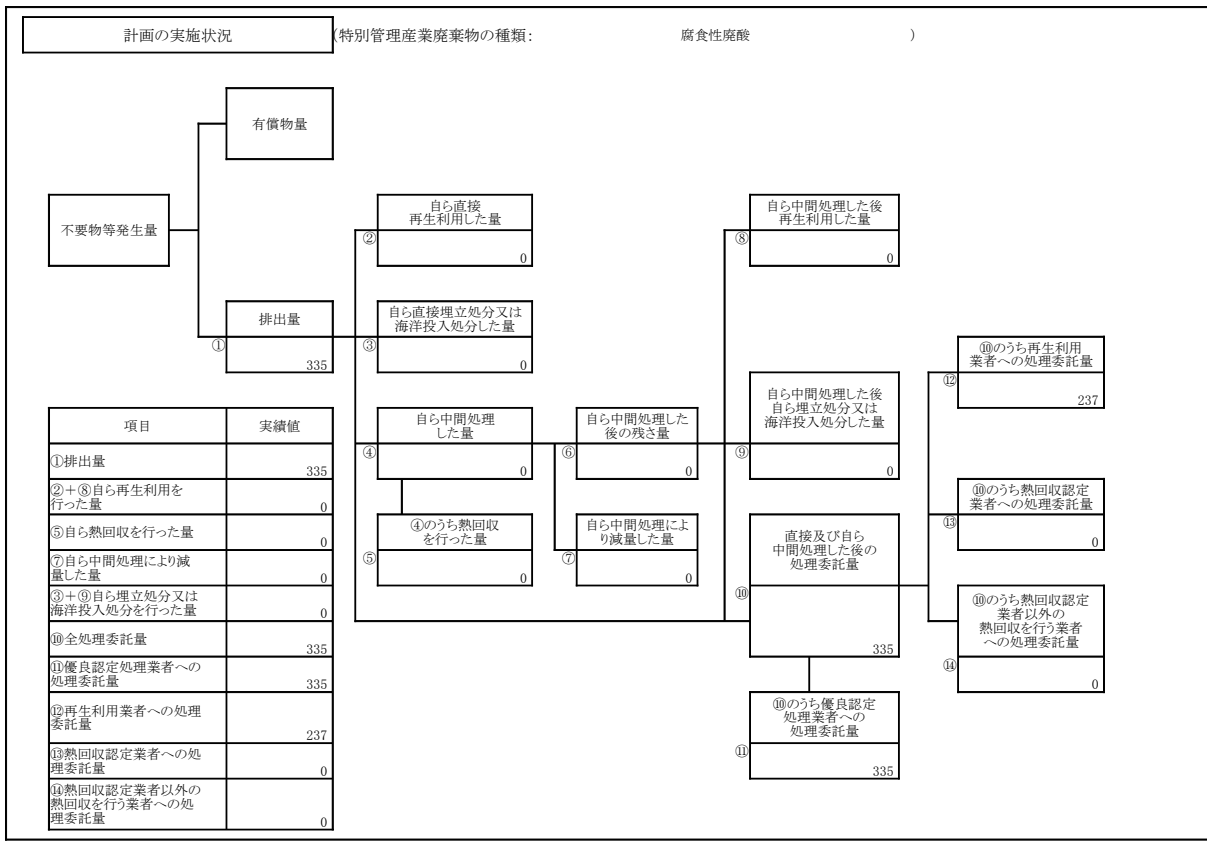 計画の実施状況
（特別管理産業廃棄物の種類： 腐食性廃酸 ）
有償物量
不要物等発生量
排出量
①
335
自ら直接
再生利用した量
②
0
自ら直接埋立処分又は
海洋投入処分した量
③
0
自ら中間処理
した量
④
0
④のうち熱回収
を行った量
⑤
0
自ら中間処理した
後の残さ量
⑥
0
自ら中間処理によ
り減量した量
⑦
0
自ら中間処理した後
再生利用した量
⑧
0
自ら中間処理した後
自ら埋立処分又は
海洋投入処分した量
⑨
0
直接及び自ら
中間処理した後の
処理委託量
⑩
335
⑩のうち優良認定
処理業者への
処理委託量
⑪
335
⑩のうち再生利用
業者への処理委託量
⑫
237
⑩のうち熱回収認定
業者への処理委託量
⑬
0
⑩のうち熱回収認定
業者以外の
熱回収を行う業者
への処理委託量
⑭
0
項目 実績値
①排出量
335
②＋⑧自ら再生利用を
行った量
0
⑤自ら熱回収を行った量
0
⑦自ら中間処理により減
量した量
0
③＋⑨自ら埋立処分又は
海洋投入処分を行った量
0
⑩全処理委託量
335
⑪優良認定処理業者への
処理委託量
335
⑫再生利用業者への処理
委託量
237
⑬熱回収認定業者への処
理委託量
0
⑭熱回収認定業者以外の
熱回収を行う業者への処
理委託量
0